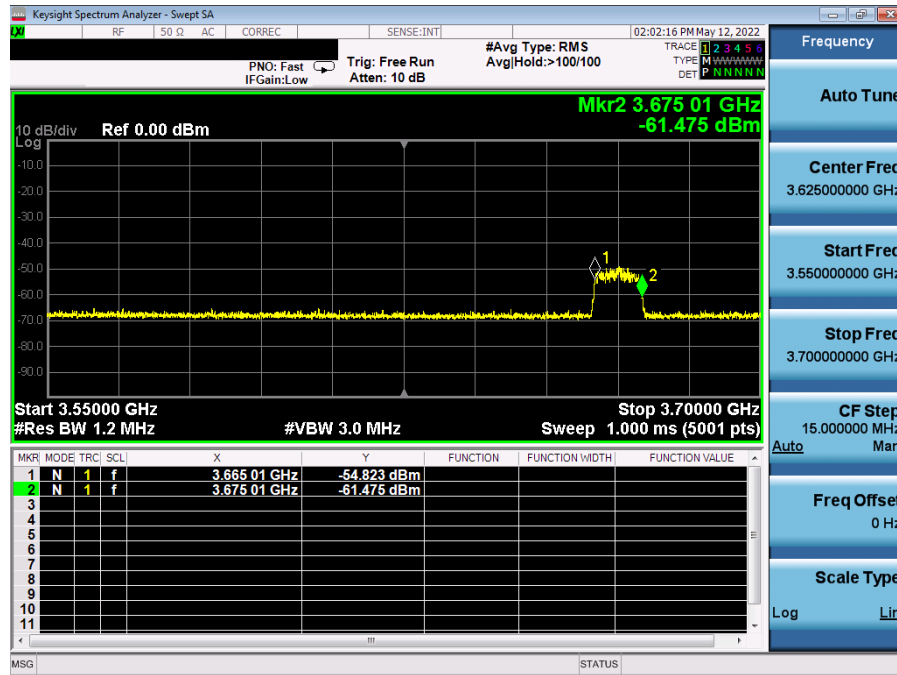 Keysight Spectrum Analyzer - Swept SA
LXI RF 50 Ω AC CORREC SENSE:INT 02:02:16 PM May 12, 2022
PNO: Fast
IFGain:Low
Trig: Free Run
Atten: 10 dB
#Avg Type: RMS
Avg|Hold:>100/100
TRACE 1 2 3 4 5 6
TYPE M WWWWW
DET P N N N N N
Mkr2 3.675 01 GHz
-61.475 dBm
10 dB/div Ref 0.00 dBm
Log
-10.0
-20.0
-30.0
-40.0
-50.0
-60.0
-70.0
-80.0
-90.0
1
2
Start 3.55000 GHz Stop 3.70000 GHz
#Res BW 1.2 MHz #VBW 3.0 MHz Sweep 1.000 ms (5001 pts)
MKR MODE TRC SCL X Y FUNCTION FUNCTION WIDTH FUNCTION VALUE
1 N 1 f 3.665 01 GHz -54.823 dBm
2 N 1 f 3.675 01 GHz -61.475 dBm
3
4
5
6
7
8
9
10
11
MSG STATUS
Frequency
Auto Tune
Center Freq
3.625000000 GHz
Start Freq
3.550000000 GHz
Stop Freq
3.700000000 GHz
CF Step
15.000000 MHz
Auto Man
Freq Offset
0 Hz
Scale Type
Log Lin